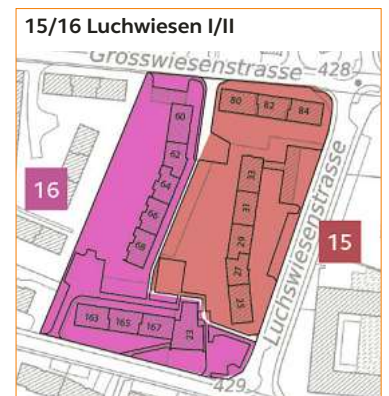 15/16 Luchwiesen I/II
Grosswiesenstrasse 428
80 82 84
60
62
64
66
68
33
31
29
27
25
16
15
Luchswiesenstrasse
163 165 167
23
429